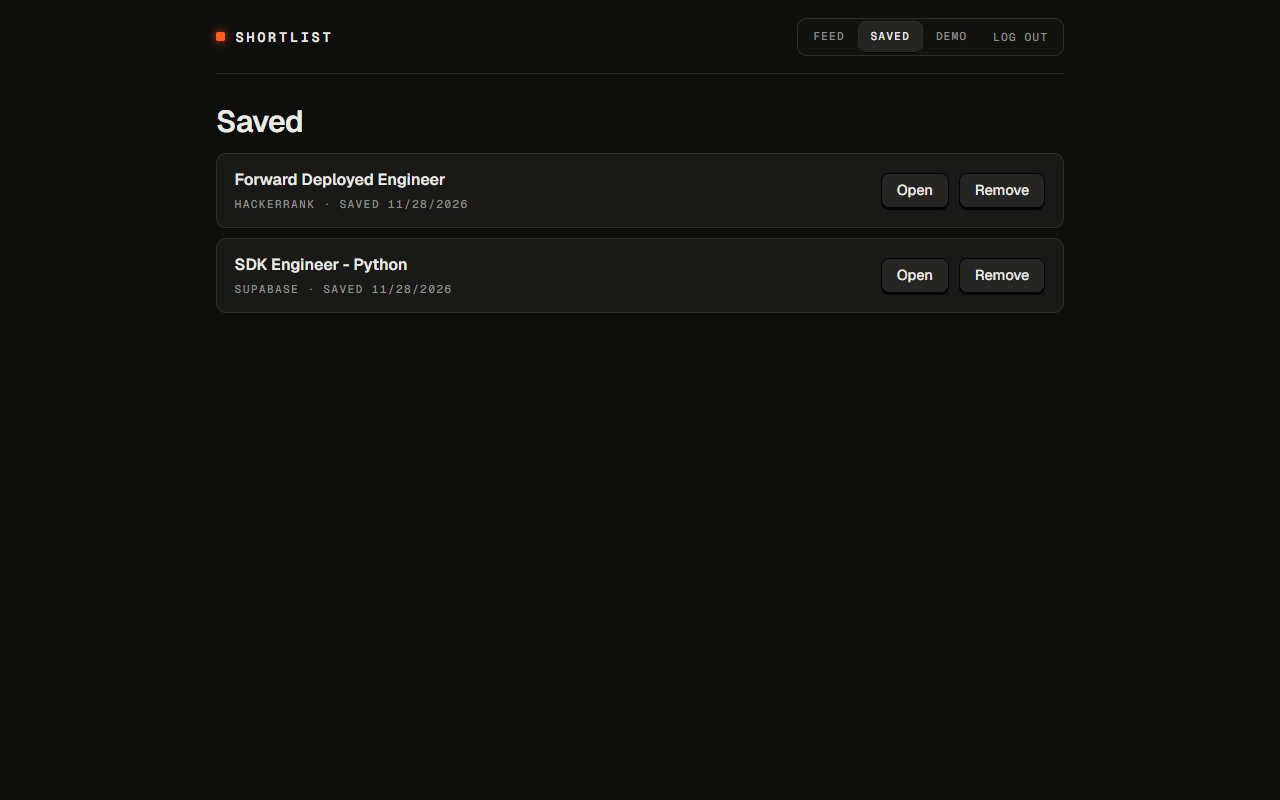 SHORTLIST
FEED SAVED DEMO LOG OUT
Saved
Forward Deployed Engineer
HACKERRANK · SAVED 11/28/2026
Open Remove
SDK Engineer - Python
SUPABASE · SAVED 11/28/2026
Open Remove